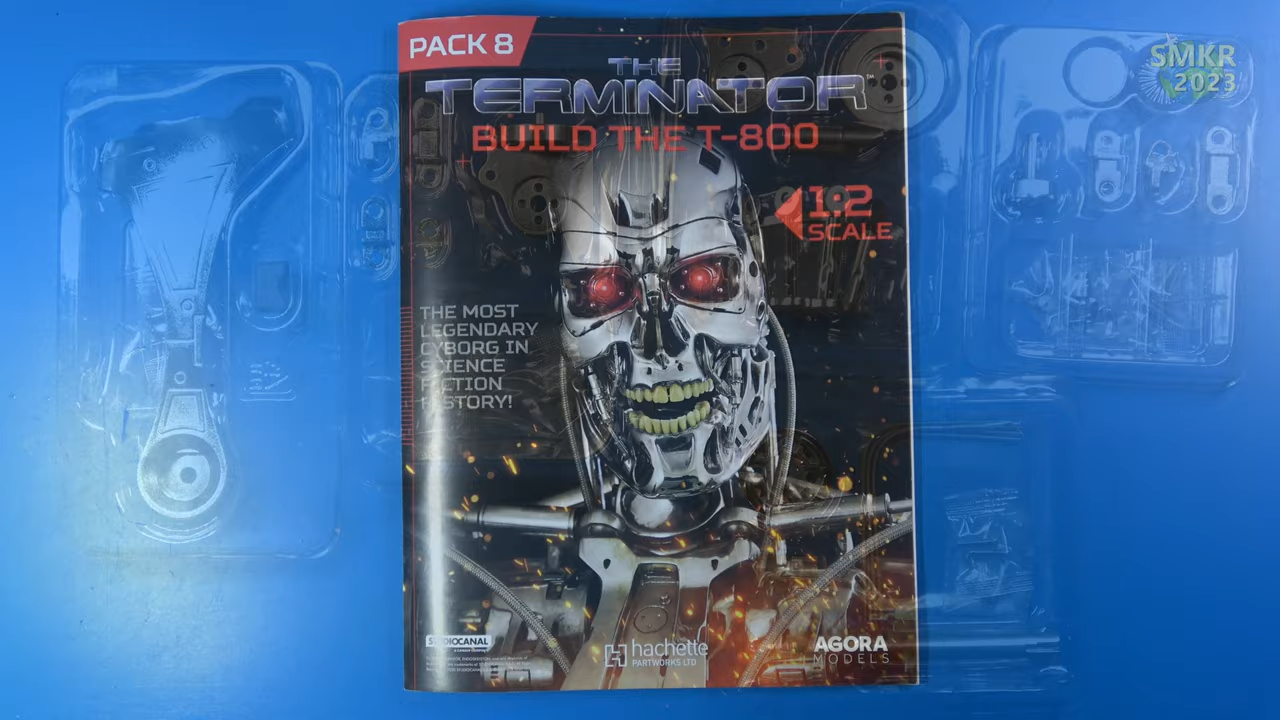 PACK 8
SMKR
2023
THE
TERMINATOR™
BUILD THE T-800
1:2
SCALE
THE MOST
LEGENDARY
CYBORG IN
SCIENCE
FICTION
HISTORY!
STUDIOCANAL
hachette
PARTWORKS LTD
AGORA
MODELS